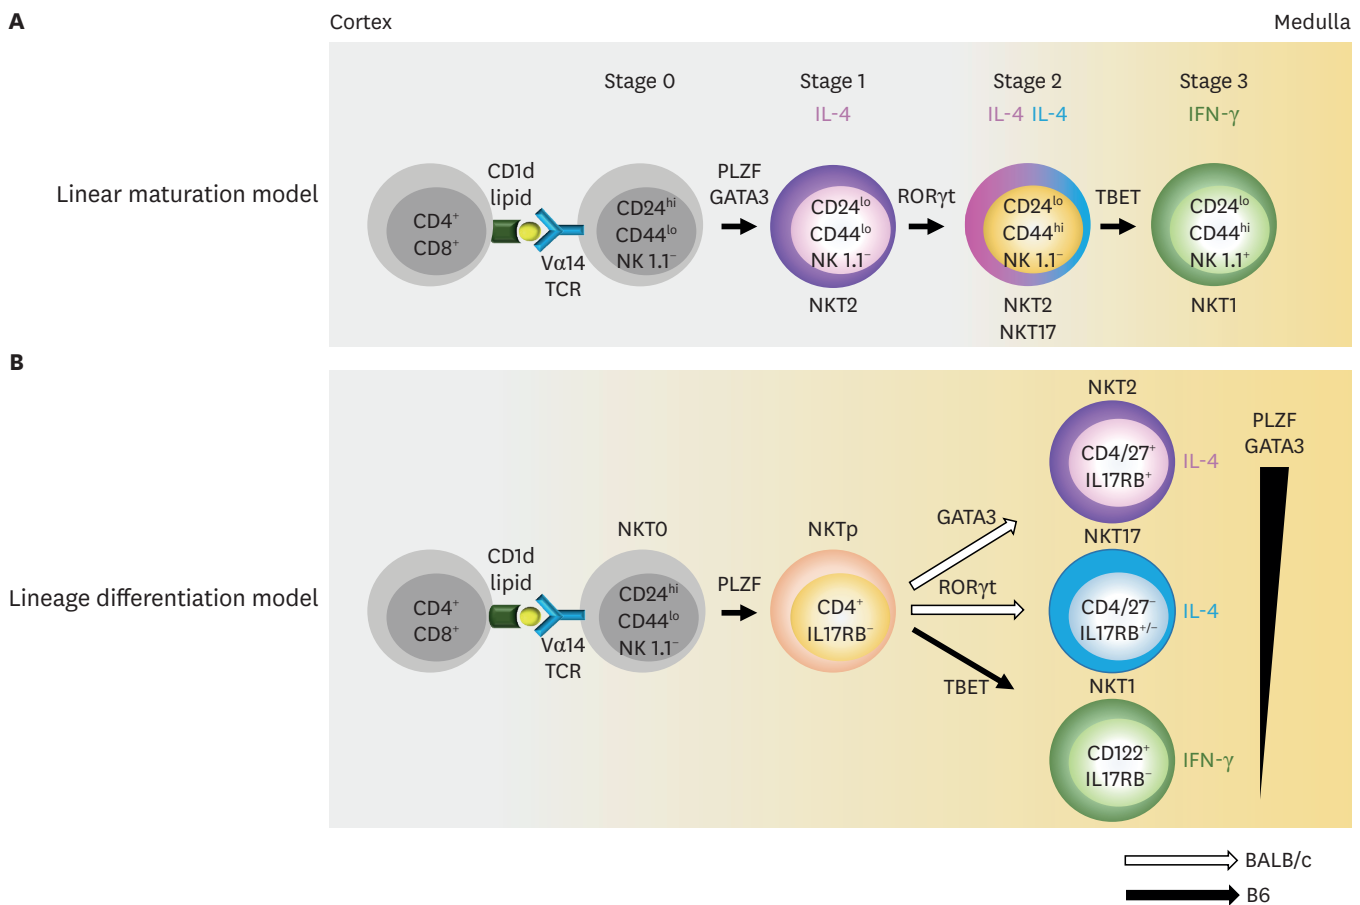 A
Cortex
Medulla
Stage 0
Stage 1
Stage 2
Stage 3
IL-4
IL-4 IL-4
IFN-γ
Linear maturation model
CD4⁺
CD8⁺
CD1d
lipid
Vα14
TCR
CD24ʰⁱ
CD44ˡᵒ
NK 1.1⁻
PLZF
GATA3
CD24ˡᵒ
CD44ˡᵒ
NK 1.1⁻
NKT2
RORγt
CD24ˡᵒ
CD44ʰⁱ
NK 1.1⁻
NKT2
NKT17
TBET
CD24ˡᵒ
CD44ʰⁱ
NK 1.1⁺
NKT1
B
Lineage differentiation model
CD4⁺
CD8⁺
CD1d
lipid
Vα14
TCR
NKT0
CD24ʰⁱ
CD44ˡᵒ
NK 1.1⁻
PLZF
NKTp
CD4⁺
IL17RB⁻
GATA3
RORγt
TBET
NKT2
CD4/27⁺
IL17RB⁺
IL-4
NKT17
CD4/27⁻
IL17RB⁺/⁻
IL-4
NKT1
CD122⁺
IL17RB⁻
IFN-γ
PLZF
GATA3
BALB/c
B6